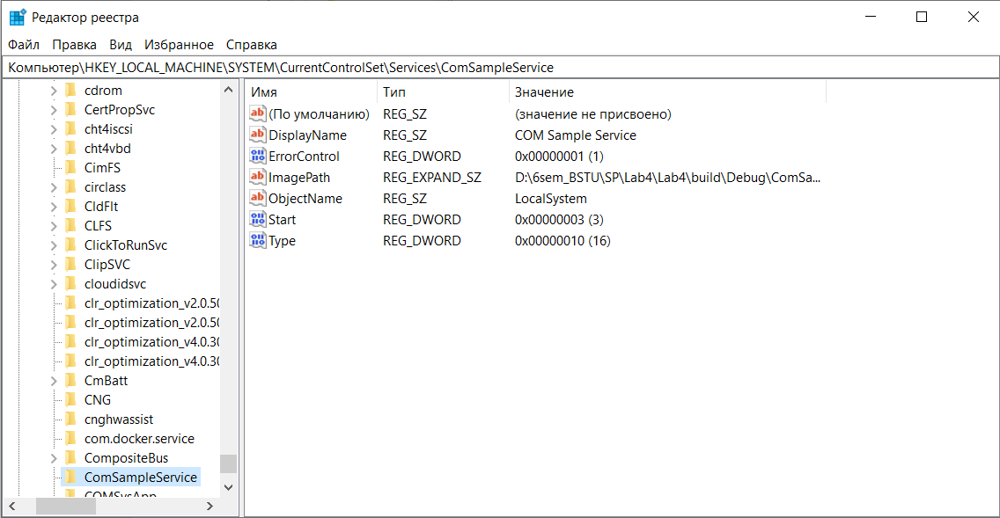 Редактор реестра
Файл Правка Вид Избранное Справка
Компьютер\HKEY_LOCAL_MACHINE\SYSTEM\CurrentControlSet\Services\ComSampleService
cdrom
CertPropSvc
cht4iscsi
cht4vbd
CimFS
circlass
CldFlt
CLFS
ClickToRunSvc
ClipSVC
cloudidsvc
clr_optimization_v2.0.50
clr_optimization_v2.0.50
clr_optimization_v4.0.30
clr_optimization_v4.0.30
CmBatt
CNG
cnghwassist
com.docker.service
CompositeBus
ComSampleService
COMSysApp
Имя Тип Значение
(По умолчанию) REG_SZ (значение не присвоено)
DisplayName REG_SZ COM Sample Service
ErrorControl REG_DWORD 0x00000001 (1)
ImagePath REG_EXPAND_SZ D:\6sem_BSTU\SP\Lab4\Lab4\build\Debug\ComSa...
ObjectName REG_SZ LocalSystem
Start REG_DWORD 0x00000003 (3)
Type REG_DWORD 0x00000010 (16)